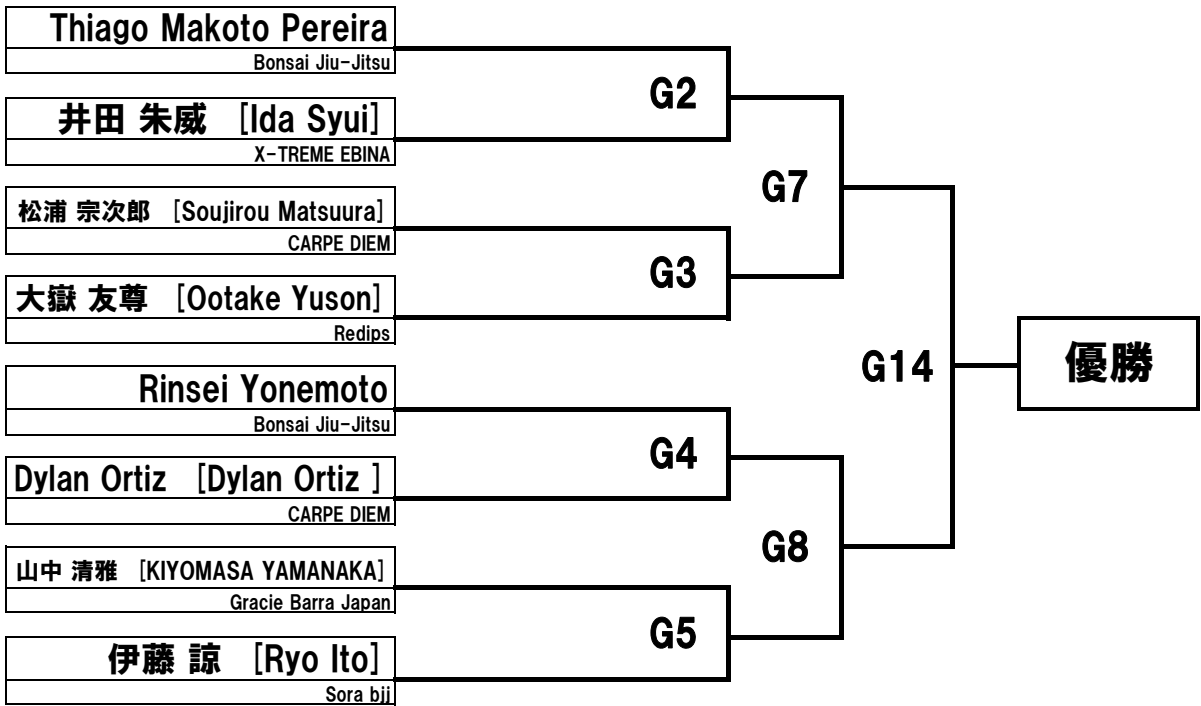 Thiago Makoto Pereira
Bonsai Jiu-Jitsu
井田 朱威 [Ida Syui]
X-TREME EBINA
松浦 宗次郎 [Soujirou Matsuura]
CARPE DIEM
大嶽 友尊 [Ootake Yuson]
Redips
Rinsei Yonemoto
Bonsai Jiu-Jitsu
Dylan Ortiz [Dylan Ortiz ]
CARPE DIEM
山中 清雅 [KIYOMASA YAMANAKA]
Gracie Barra Japan
伊藤 諒 [Ryo Ito]
Sora bjj
G2
G3
G4
G5
G7
G8
G14
優勝